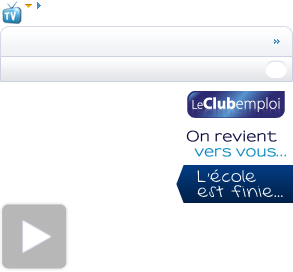 TV
»
LeClubemploi
On revient
vers vous...
L'école
est finie...